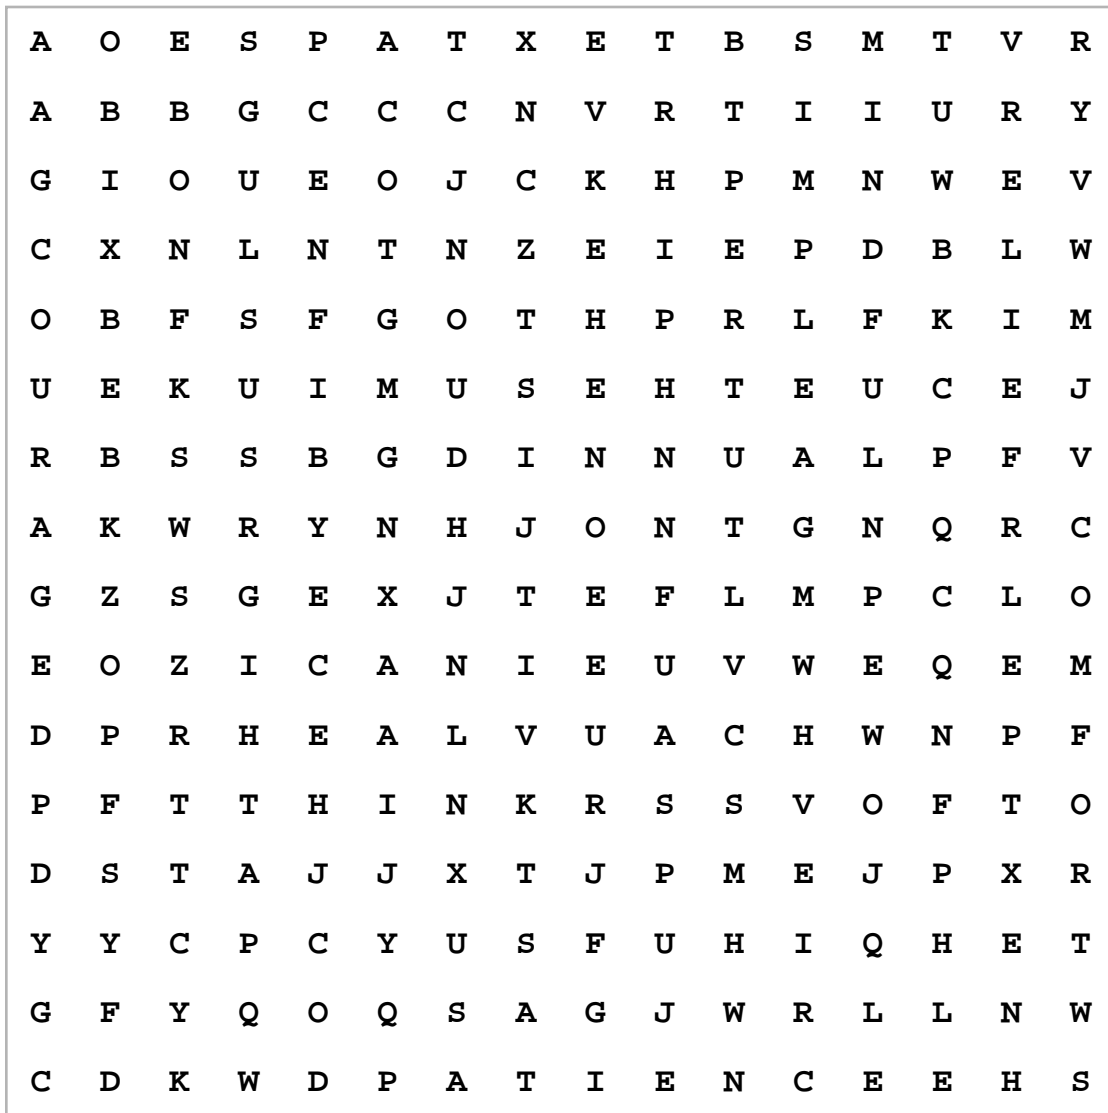 A O E S P A T X E T B S M T V R
A B B G C C C N V R T I I U R Y
G I O U E O J C K H P M N W E V
C X N L N T N Z E I E P D B L W
O B F S F G O T H P R L F K I M
U E K U I M U S E H T E U C E J
R B S S B G D I N N U A L P F V
A K W R Y N H J O N T G N Q R C
G Z S G E X J T E F L M P C L O
E O Z I C A N I E U V W E Q E M
D P R H E A L V U A C H W N P F
P F T T H I N K R S S V O F T O
D S T A J J X T J P M E J P X R
Y Y C P C Y U S F U H I Q H E T
G F Y Q O Q S A G J W R L L N W
C D K W D P A T I E N C E E H S